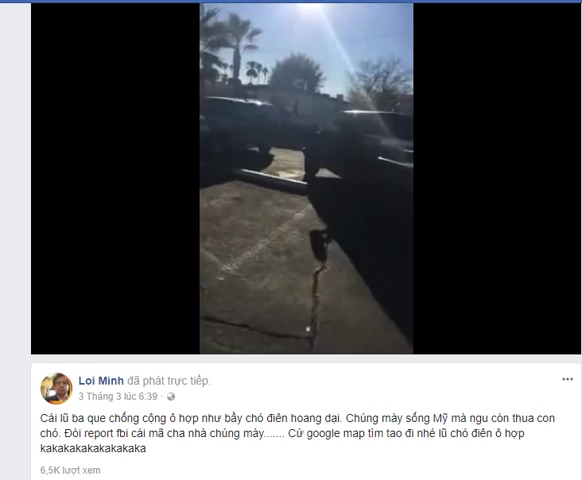 Loi Minh đã phát trực tiếp.
3 Tháng 3 lúc 6:39 ·
Cái lũ ba que chống cộng ô hợp như bầy chó điên hoang dại. Chúng mày sống Mỹ mà ngu còn thua con
chó. Đòi report fbi cái mã cha nhà chúng mày....... Cứ google map tìm tao đi nhé lũ chó điên ô hợp
kakakakakakakakaka
6,5K lượt xem